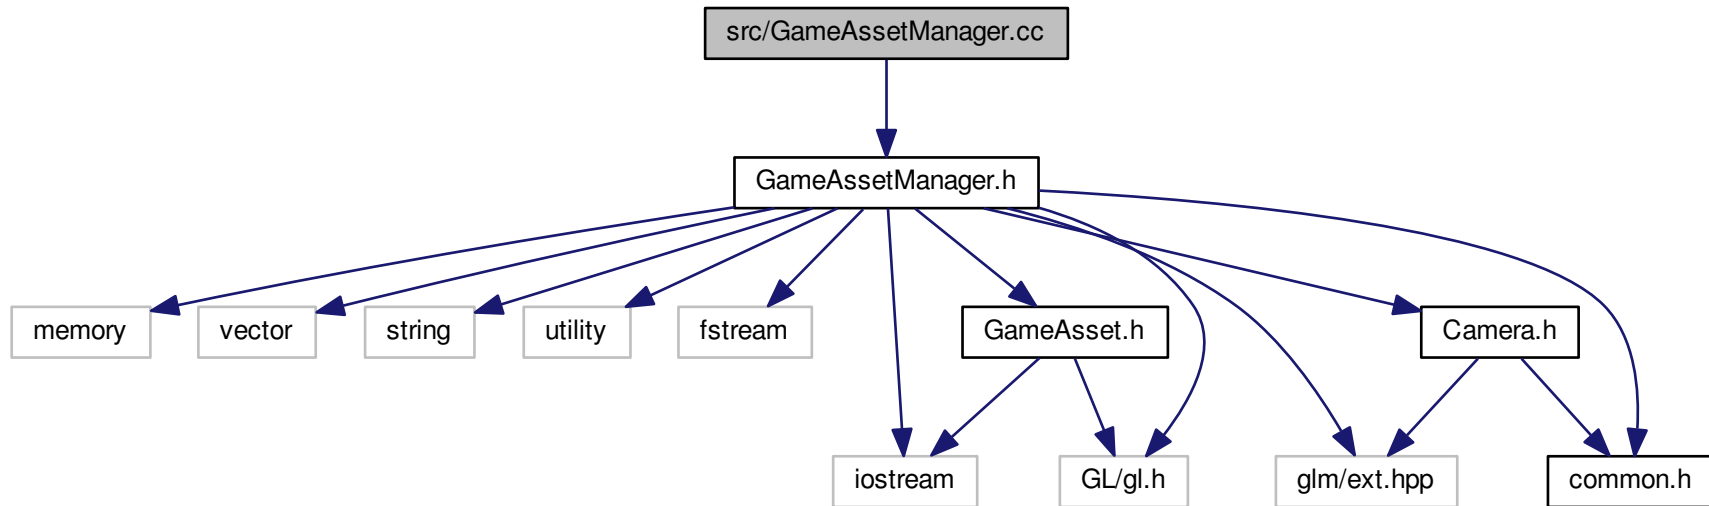 src/GameAssetManager.cc
GameAssetManager.h
memory
vector
string
utility
fstream
GameAsset.h
Camera.h
iostream
GL/gl.h
glm/ext.hpp
common.h